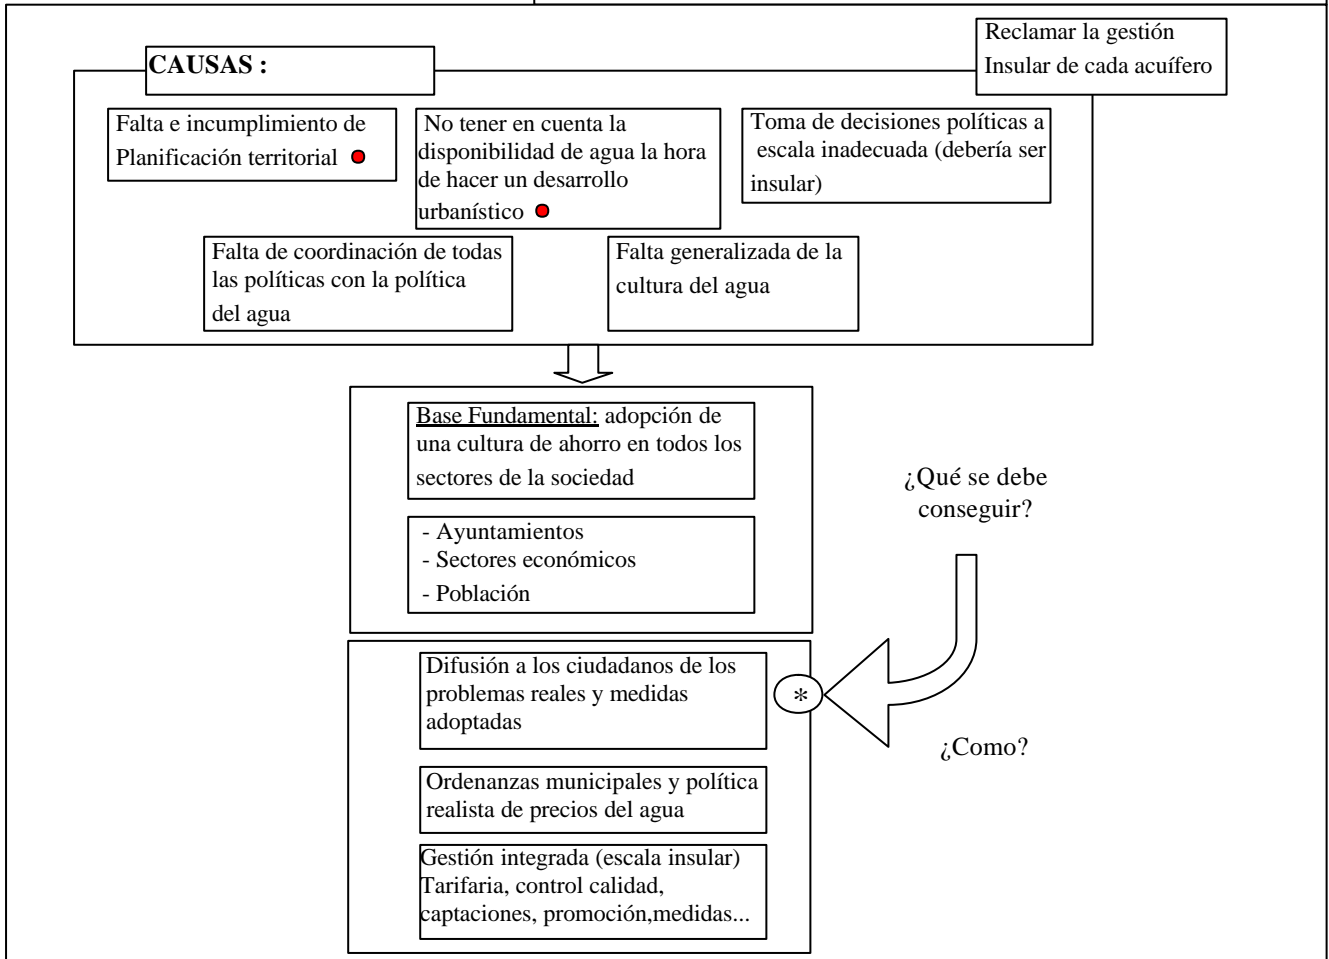 Reclamar la gestión
Insular de cada acuífero
CAUSAS :
Falta e incumplimiento de
Planificación territorial
No tener en cuenta la
disponibilidad de agua la hora
de hacer un desarrollo
urbanístico
Toma de decisiones políticas a
escala inadecuada (debería ser
insular)
Falta de coordinación de todas
las políticas con la política
del agua
Falta generalizada de la
cultura del agua
Base Fundamental: adopción de
una cultura de ahorro en todos los
sectores de la sociedad
- Ayuntamientos
- Sectores económicos
- Población
¿Qué se debe
conseguir?
Difusión a los ciudadanos de los
problemas reales y medidas
adoptadas
*
¿Como?
Ordenanzas municipales y política
realista de precios del agua
Gestión integrada (escala insular)
Tarifaria, control calidad,
captaciones, promoción,medidas...